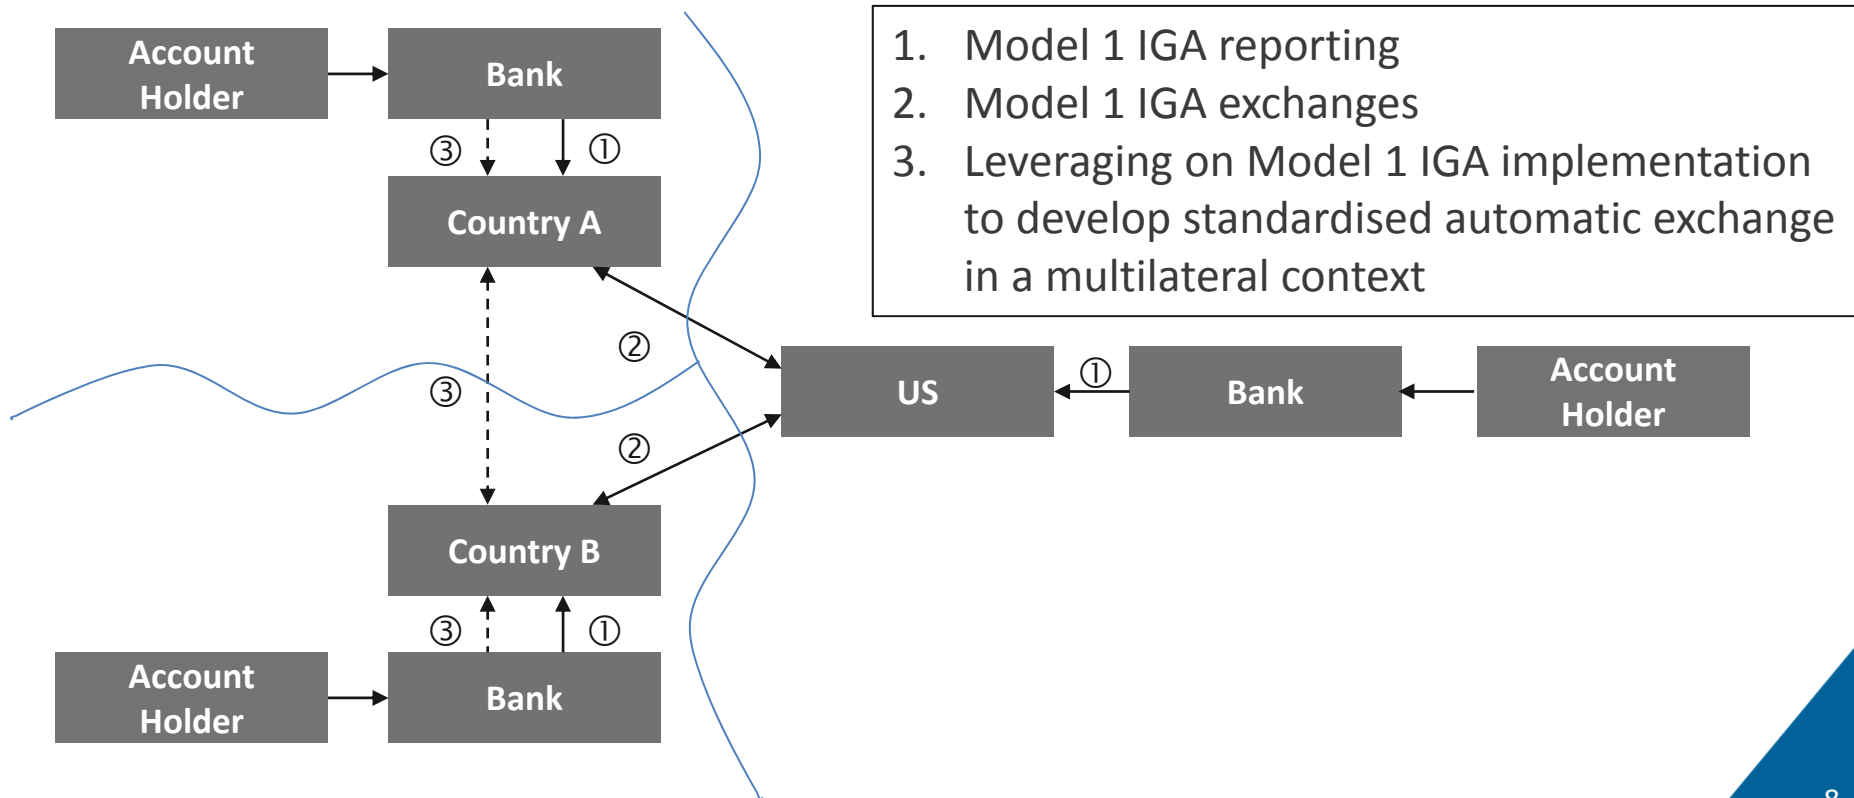 Account
Holder
Bank
1. Model 1 IGA reporting
2. Model 1 IGA exchanges
3. Leveraging on Model 1 IGA implementation
to develop standardised automatic exchange
in a multilateral context
③ ①
Country A
②
③
US
①
Bank
Account
Holder
②
Country B
③ ①
Account
Holder
Bank
8